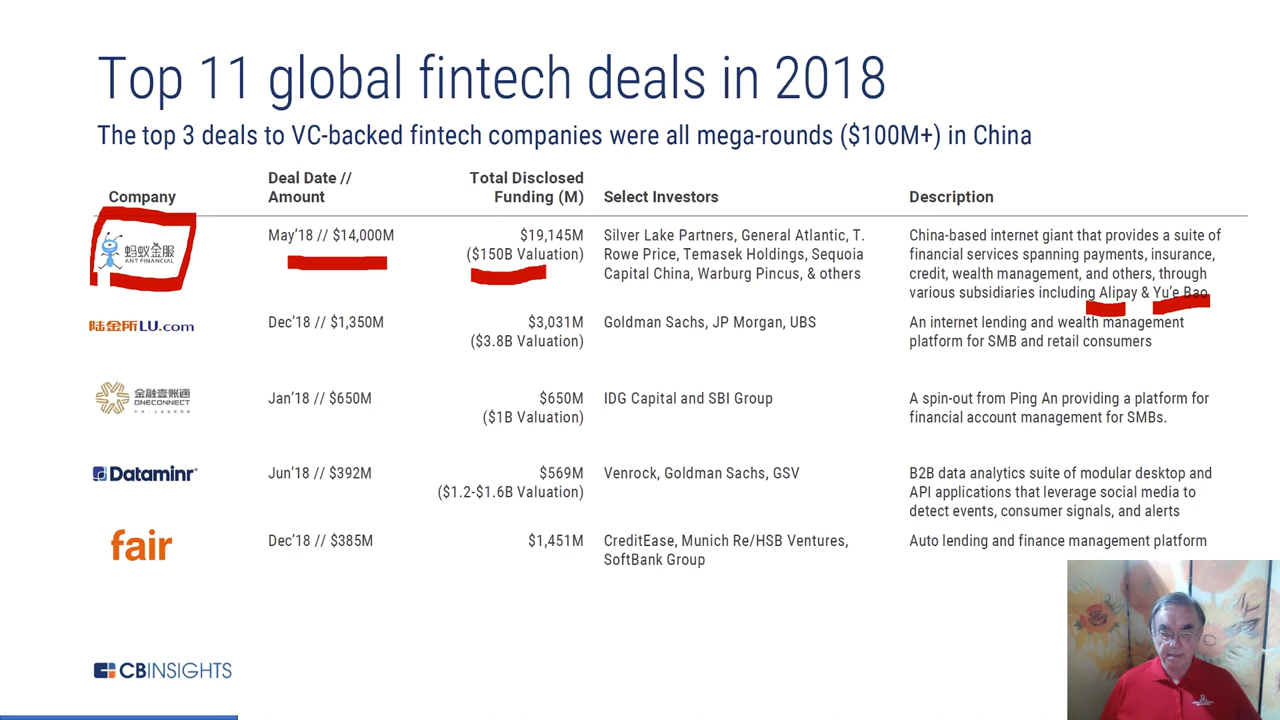 Top 11 global fintech deals in 2018
The top 3 deals to VC-backed fintech companies were all mega-rounds ($100M+) in China
Company
Deal Date //
Amount
Total Disclosed
Funding (M)
Select Investors
Description
蚂蚁金服
ANT FINANCIAL
May'18 // $14,000M
$19,145M
($150B Valuation)
Silver Lake Partners, General Atlantic, T.
Rowe Price, Temasek Holdings, Sequoia
Capital China, Warburg Pincus, & others
China-based internet giant that provides a suite of
financial services spanning payments, insurance,
credit, wealth management, and others, through
various subsidiaries including Alipay & Yu'e Bao
陆金所LU.com
Dec'18 // $1,350M
$3,031M
($3.8B Valuation)
Goldman Sachs, JP Morgan, UBS
An internet lending and wealth management
platform for SMB and retail consumers
金融壹账通
ONECONNECT
Jan'18 // $650M
$650M
($1B Valuation)
IDG Capital and SBI Group
A spin-out from Ping An providing a platform for
financial account management for SMBs.
Dataminr
Jun'18 // $392M
$569M
($1.2-$1.6B Valuation)
Venrock, Goldman Sachs, GSV
B2B data analytics suite of modular desktop and
API applications that leverage social media to
detect events, consumer signals, and alerts
fair
Dec'18 // $385M
$1,451M
CreditEase, Munich Re/HSB Ventures,
SoftBank Group
Auto lending and finance management platform
CBINSIGHTS